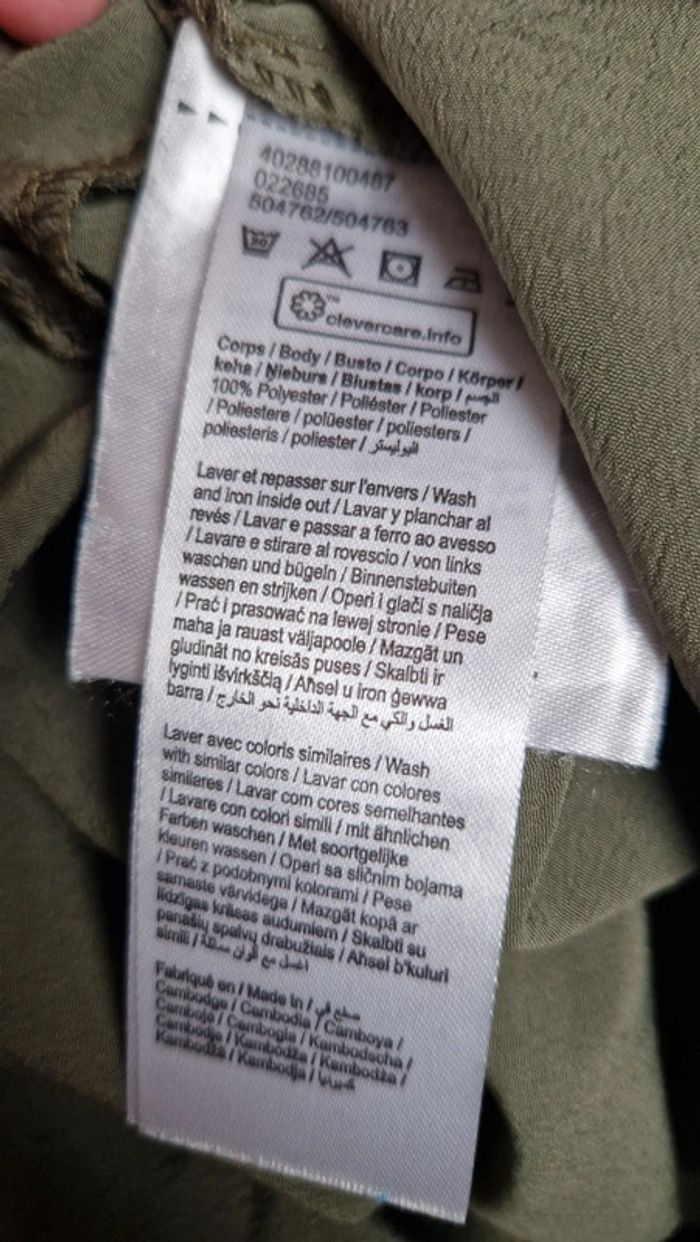 40288100487
022685
504762/504763
30
clevercare.info
Corps / Body / Busto / Corpo / Körper /
keha / Ņieburs / Blustas / korp / الجسم
100% Polyester / Poliéster / Poliester
/ Poliestere / polüester / poliesters /
poliesteris / poliester / البوليستر
Laver et repasser sur l'envers / Wash
and iron inside out / Lavar y planchar al
revés / Lavar e passar a ferro ao avesso
/ Lavare e stirare al rovescio / von links
waschen und bügeln / Binnenstebuiten
wassen en strijken / Operi i glači s naličja
/ Prać i prasować na lewej stronie / Pese
maha ja rauast väljapoole / Mazgāt un
gludināt no kreisās puses / Skalbti ir
lyginti išvirkščią / Aħsel u iron ġewwa
barra / الغسل والكي مع الجهة الداخلية نحو الخارج
Laver avec coloris similaires / Wash
with similar colors / Lavar con colores
similares / Lavar com cores semelhantes
/ Lavare con colori simili / mit ähnlichen
Farben waschen / Met soortgelijke
kleuren wassen / Operi sa sličnim bojama
/ Prać z podobnymi kolorami / Pese
samaste värvidega / Mazgāt kopā ar
līdzīgas krāsas audumiem / Skalbti su
panašių spalvų drabužiais / Aħsel b'kuluri
simili / اغسل مع ألوان مماثلة
Fabriqué en / Made in / صنع في
Cambodge / Cambodia / Camboya /
Camboja / Cambogia / Kambodscha /
Cambodja / Kambodža / Kambodża /
Kambodža / Kambodja / كمبوديا